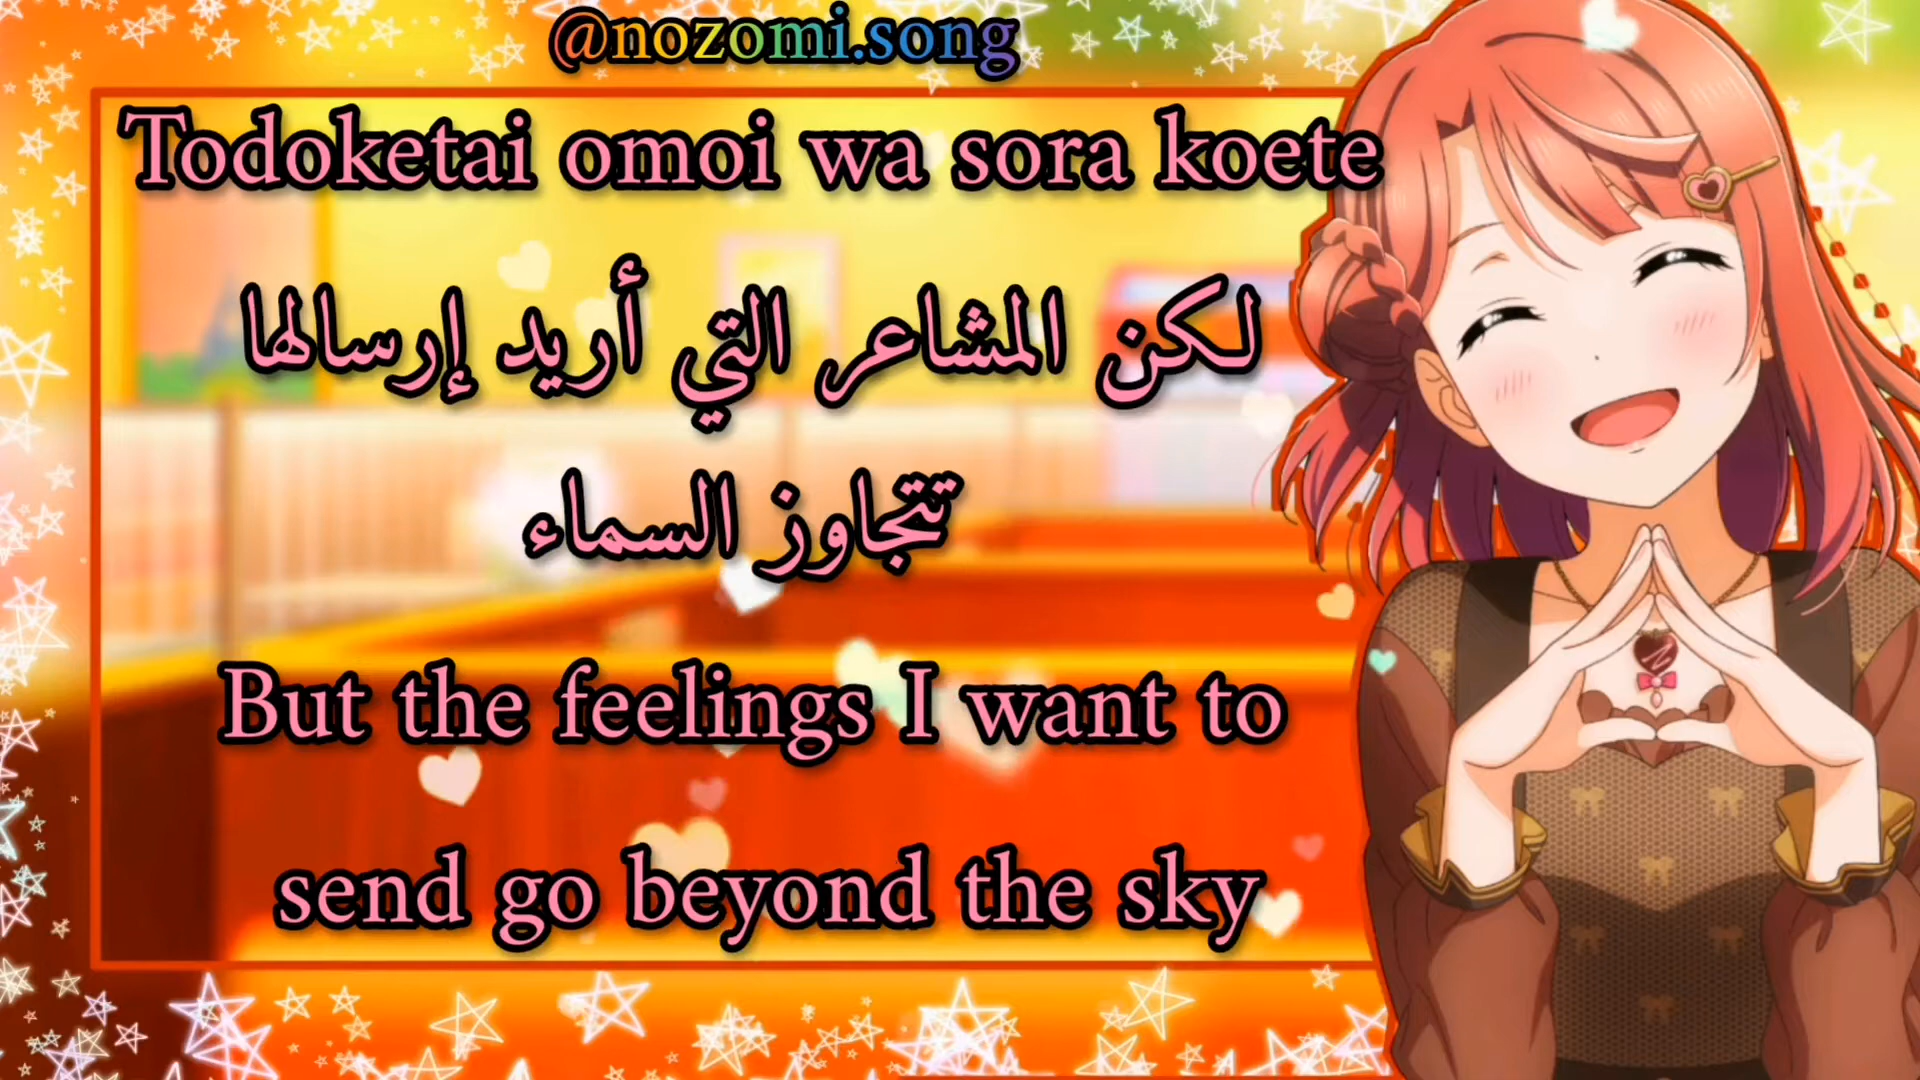 @nozomi.song
Todoketai omoi wa sora koete
لكن المشاعر التي أريد إرسالها
تتجاوز السماء
But the feelings I want to
send go beyond the sky